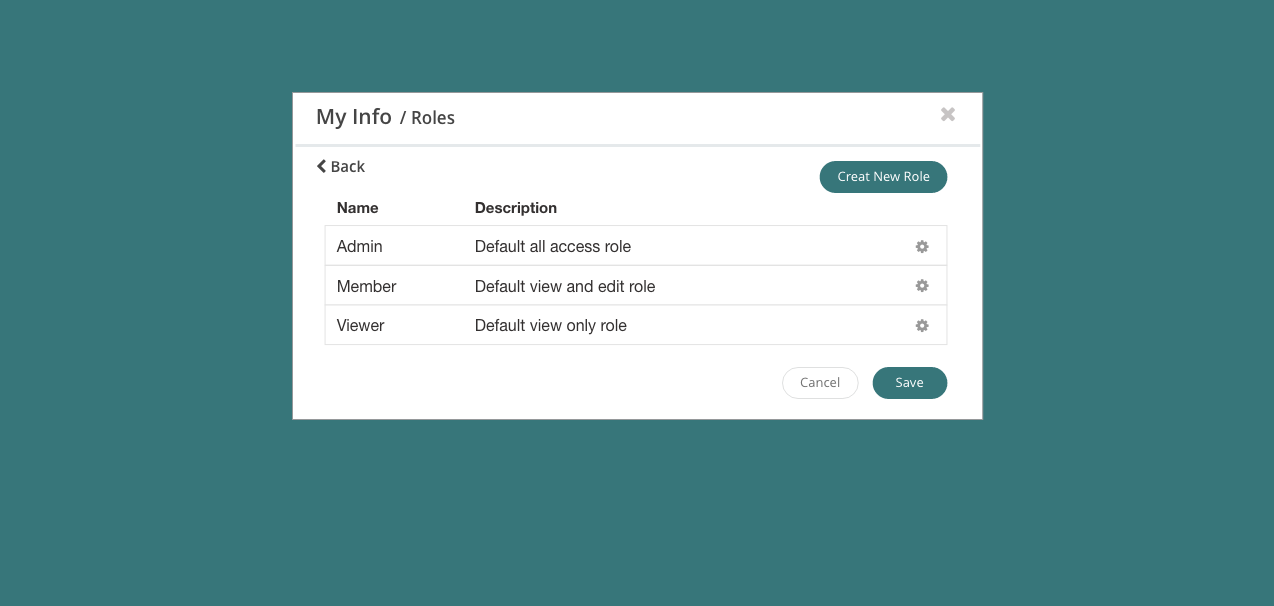 My Info / Roles
Back
Creat New Role
Name Description
Admin Default all access role
Member Default view and edit role
Viewer Default view only role
Cancel Save